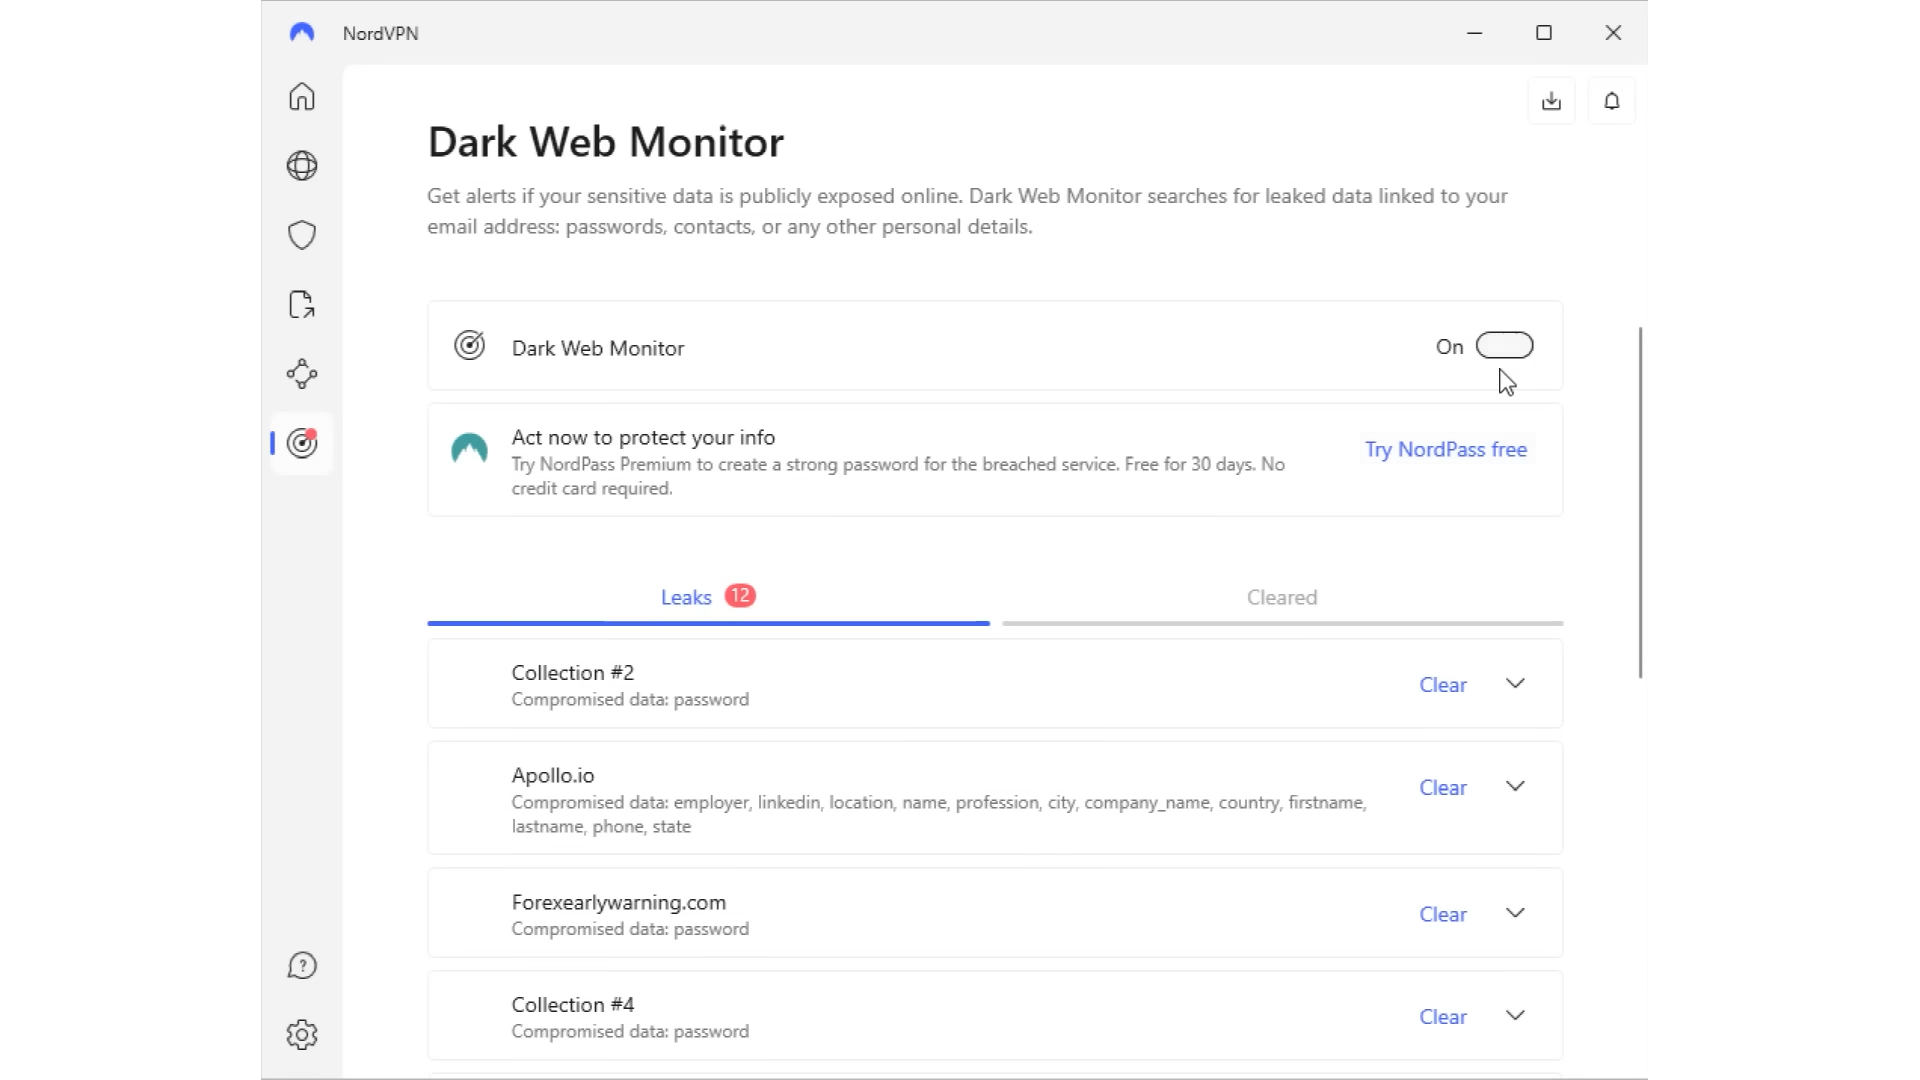 NordVPN
Dark Web Monitor
Get alerts if your sensitive data is publicly exposed online. Dark Web Monitor searches for leaked data linked to your
email address: passwords, contacts, or any other personal details.
Dark Web Monitor
On
Act now to protect your info
Try NordPass Premium to create a strong password for the breached service. Free for 30 days. No
credit card required.
Try NordPass free
Leaks 12
Cleared
Collection #2
Compromised data: password
Clear
Apollo.io
Compromised data: employer, linkedin, location, name, profession, city, company_name, country, firstname,
lastname, phone, state
Clear
Forexearlywarning.com
Compromised data: password
Clear
Collection #4
Compromised data: password
Clear